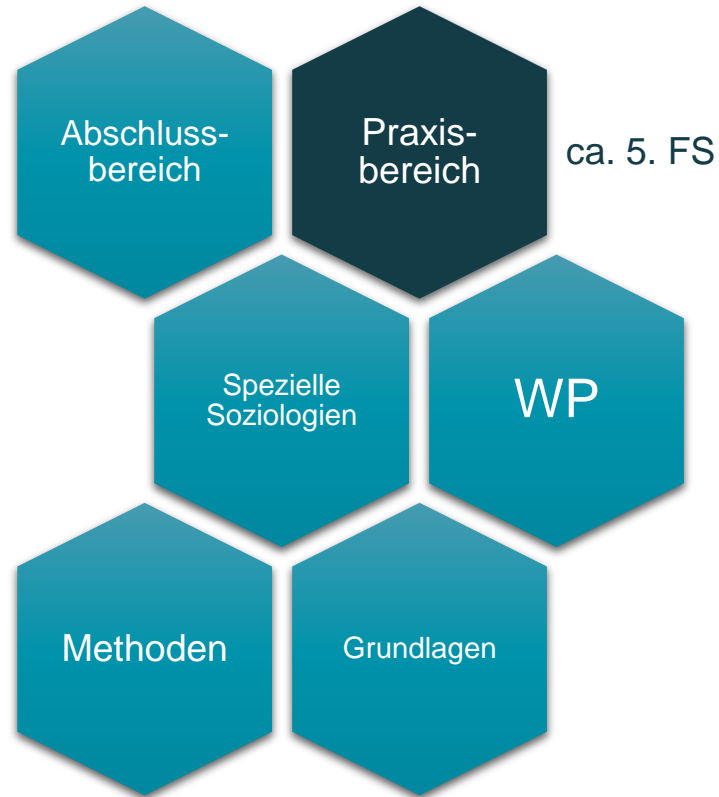 Abschluss-
bereich
Praxis-
bereich
ca. 5. FS
Spezielle
Soziologien
WP
Methoden
Grundlagen